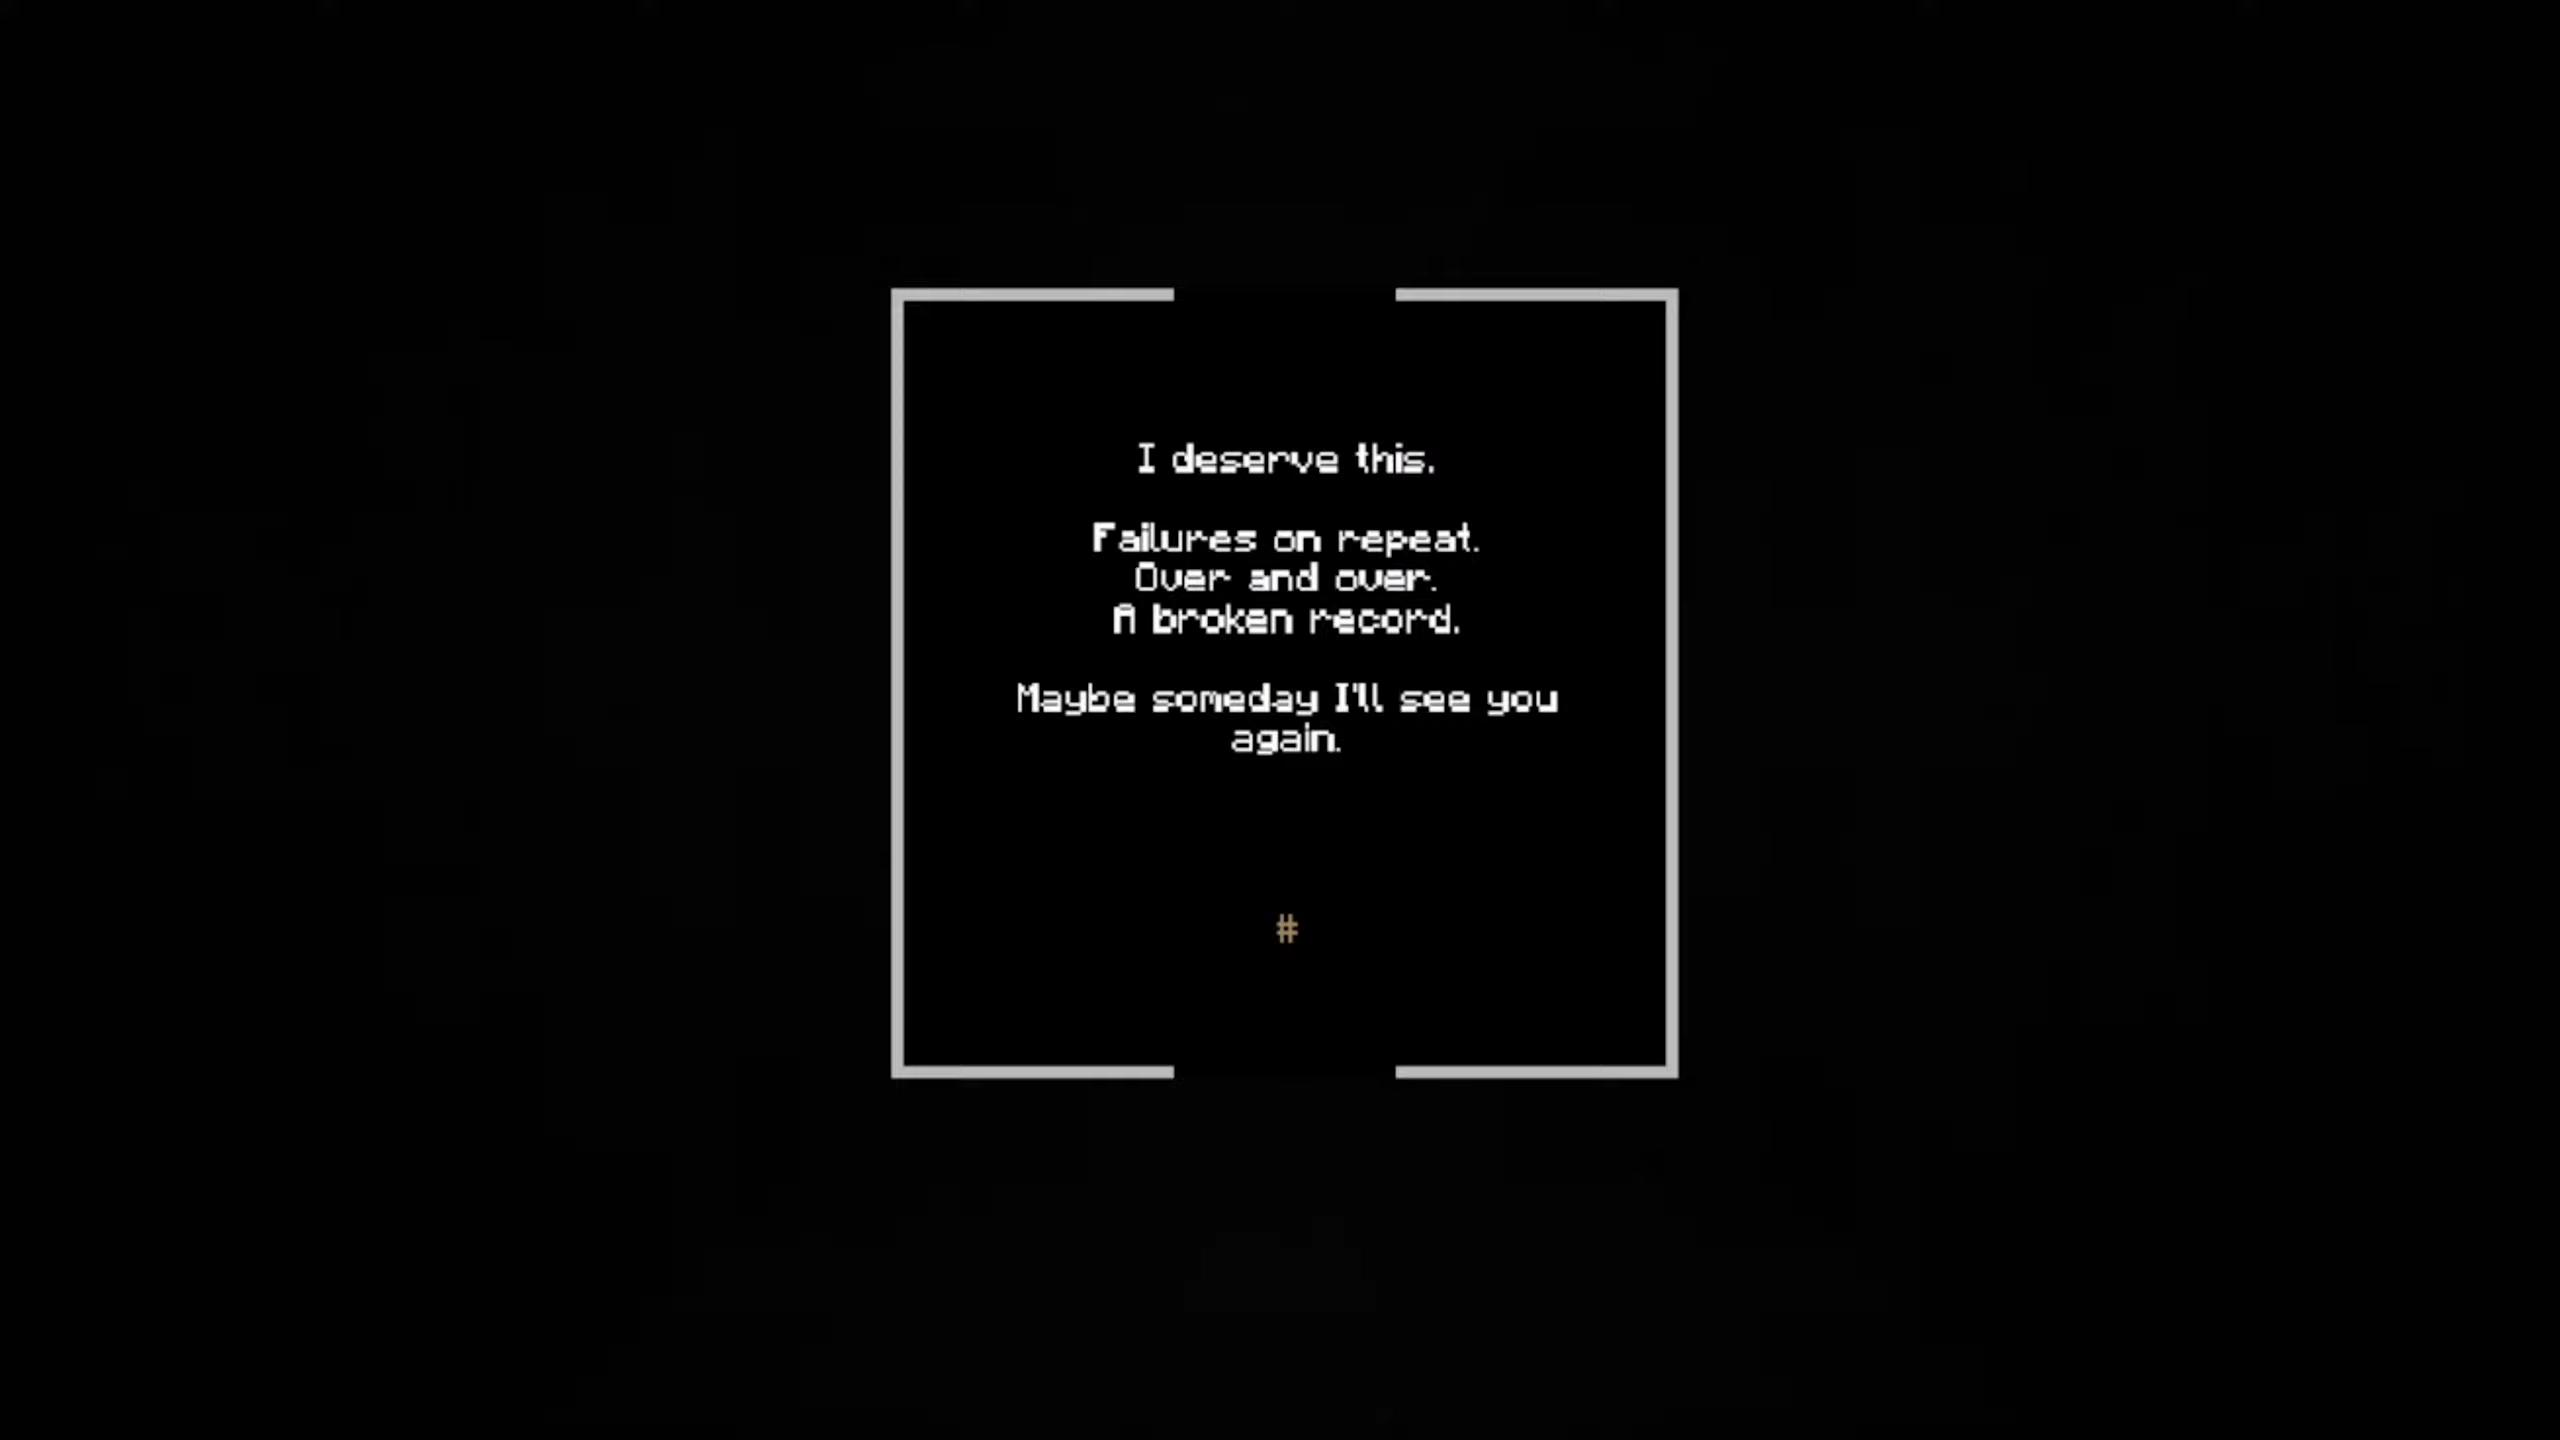 I deserve this.
Failures on repeat.
Over and over.
A broken record.
Maybe someday I'll see you
again.
#